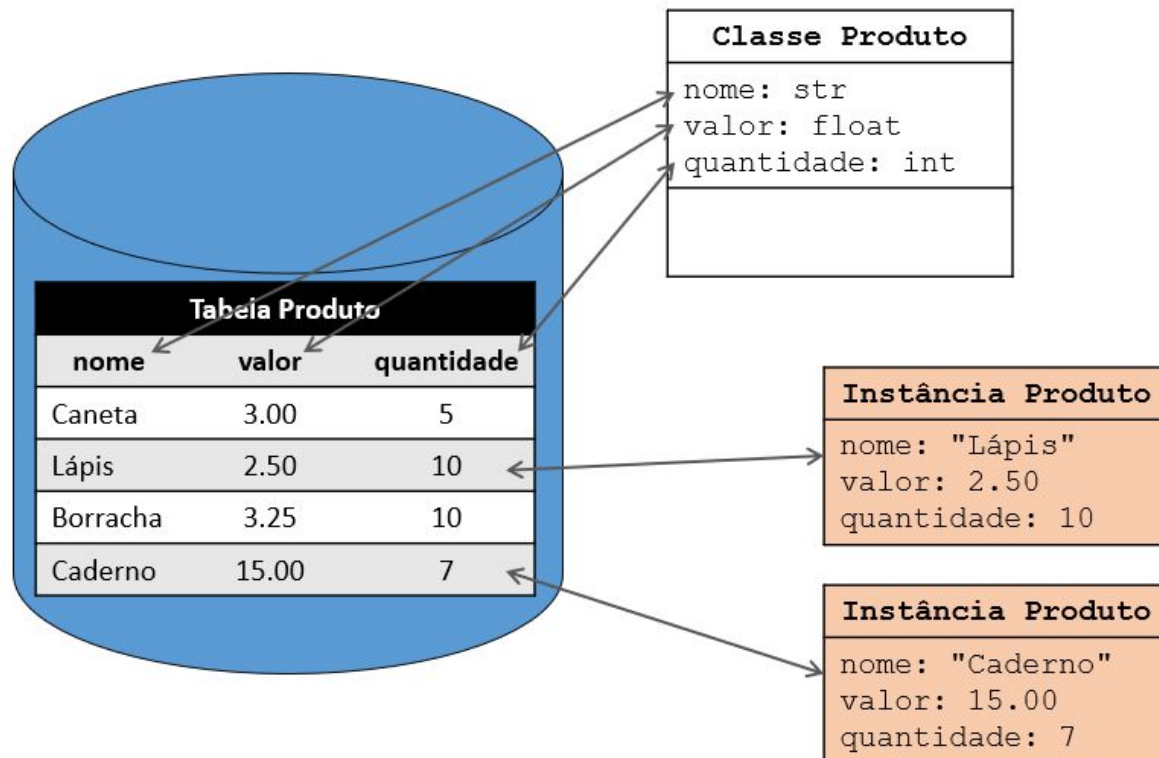 Classe Produto
nome: str
valor: float
quantidade: int
Tabela Produto
nome valor quantidade
Caneta 3.00 5
Lápis 2.50 10
Borracha 3.25 10
Caderno 15.00 7
Instância Produto
nome: "Lápis"
valor: 2.50
quantidade: 10
Instância Produto
nome: "Caderno"
valor: 15.00
quantidade: 7